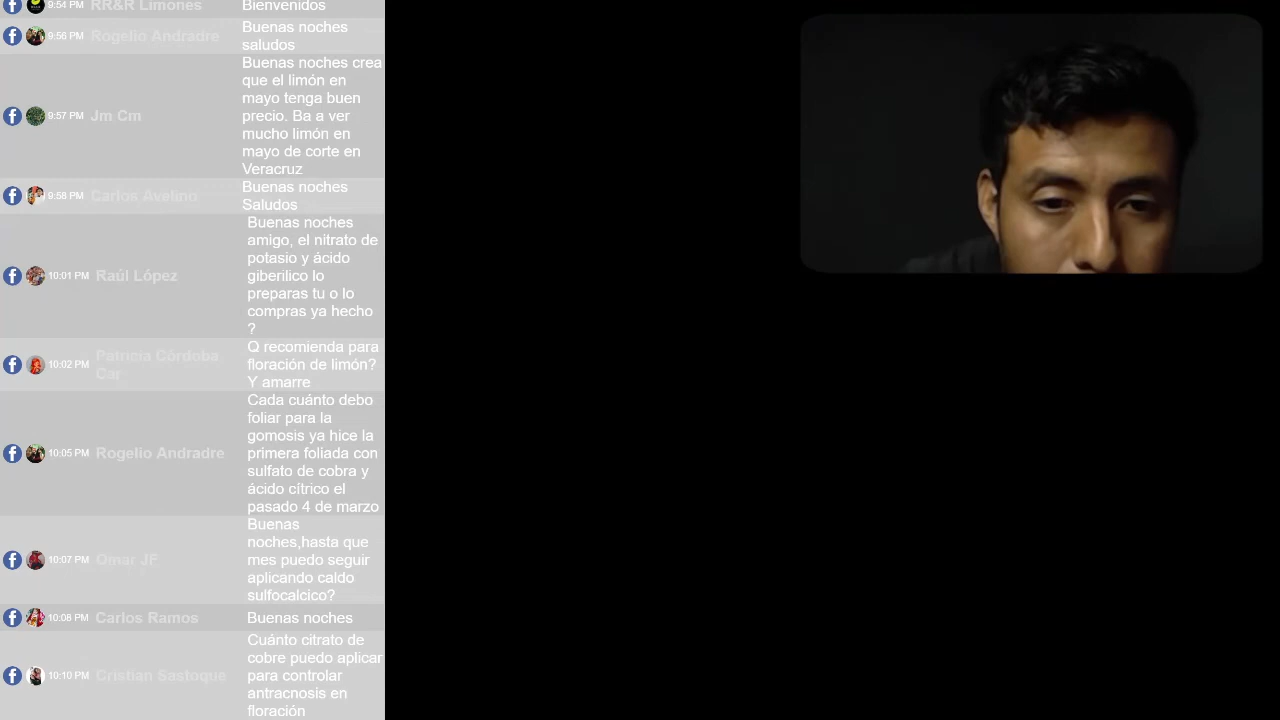 9:54 PM RR&R Limones Bienvenidos
9:56 PM Rogelio Andradre Buenas noches
saludos
Buenas noches crea
que el limón en
mayo tenga buen
9:57 PM Jm Cm precio. Ba a ver
mucho limón en
mayo de corte en
Veracruz
9:58 PM Carlos Avelino Buenas noches
Saludos
Buenas noches
amigo, el nitrato de
potasio y ácido
10:01 PM Raúl López giberilico lo
preparas tu o lo
compras ya hecho
?
Q recomienda para
10:02 PM Patricia Córdoba floración de limón?
Car Y amarre
Cada cuánto debo
foliar para la
gomosis ya hice la
10:05 PM Rogelio Andradre primera foliada con
sulfato de cobra y
ácido cítrico el
pasado 4 de marzo
Buenas
noches,hasta que
10:07 PM Omar JF mes puedo seguir
aplicando caldo
sulfocalcico?
10:08 PM Carlos Ramos Buenas noches
Cuánto citrato de
cobre puedo aplicar
10:10 PM Cristian Sastoque para controlar
antracnosis en
floración